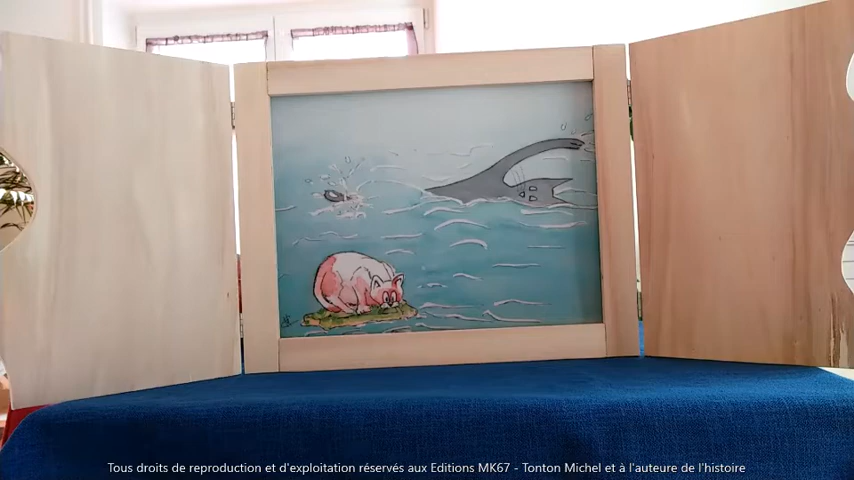 Tous droits de reproduction et d'exploitation réservés aux Editions MK67 - Tonton Michel et à l'auteure de l'histoire